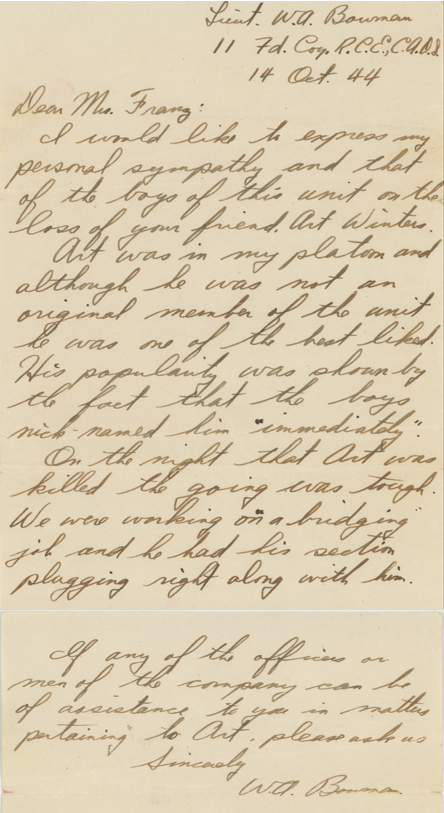 Lieut. W.A. Bowman
11 Fd. Coy. R.C.E., C.A.O.S.
14 Oct. 44
Dear Ms. Franz:
I would like to express my
personal sympathy and that
of the boys of this unit on the
loss of your friend. Art Winters.
Art was in my platoon and
although he was not an
original member of the unit
he was one of the best liked.
His popularity was shown by
the fact that the boys
nick-named him "immediately".
On the night that Art was
killed the going was tough.
We were working on "a bridging"
job and he had his section
plugging right along with him.
If any of the officers or
men of the company can be
of assistance to you in matters
pertaining to Art, please ask us
Sincerely
W.A. Bowman.